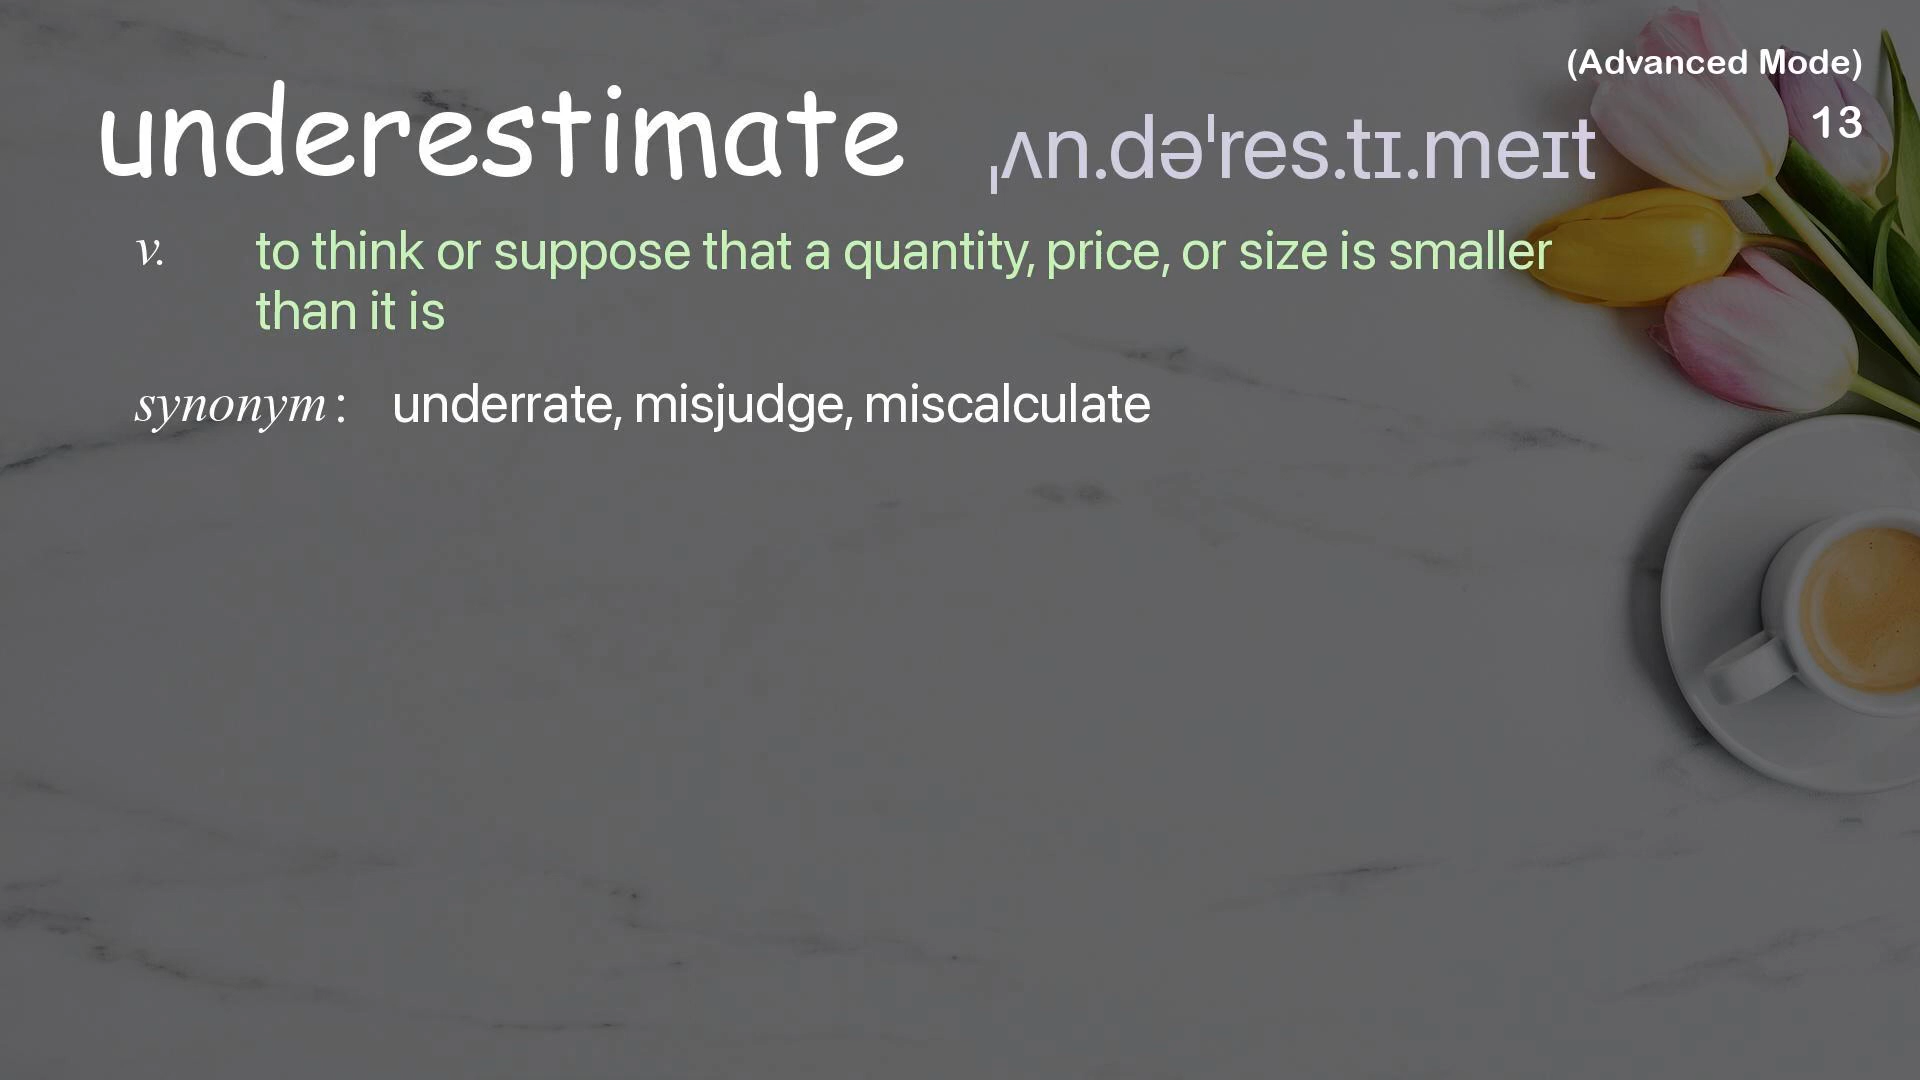 (Advanced Mode)
underestimate ˌʌn.dəˈres.tɪ.meɪt
13
v. to think or suppose that a quantity, price, or size is smaller
than it is
synonym : underrate, misjudge, miscalculate